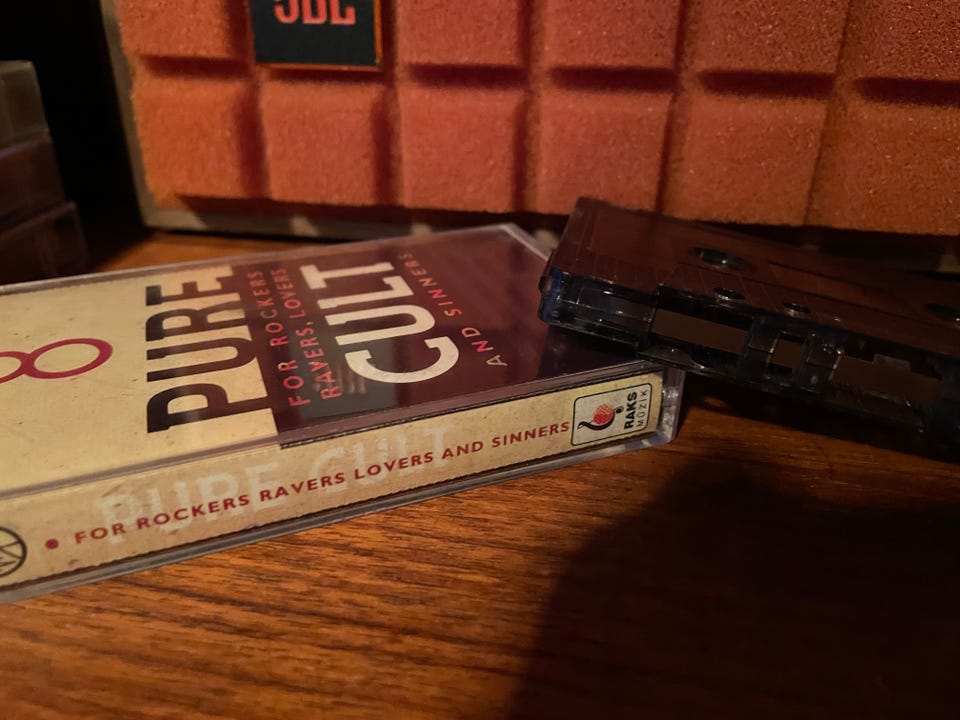 JBL
8
PURE
FOR ROCKERS
RAVERS, LOVERS
CULT
AND SINNERS
PURE CULT
FOR ROCKERS RAVERS LOVERS AND SINNERS
RAKS
MÜZİK